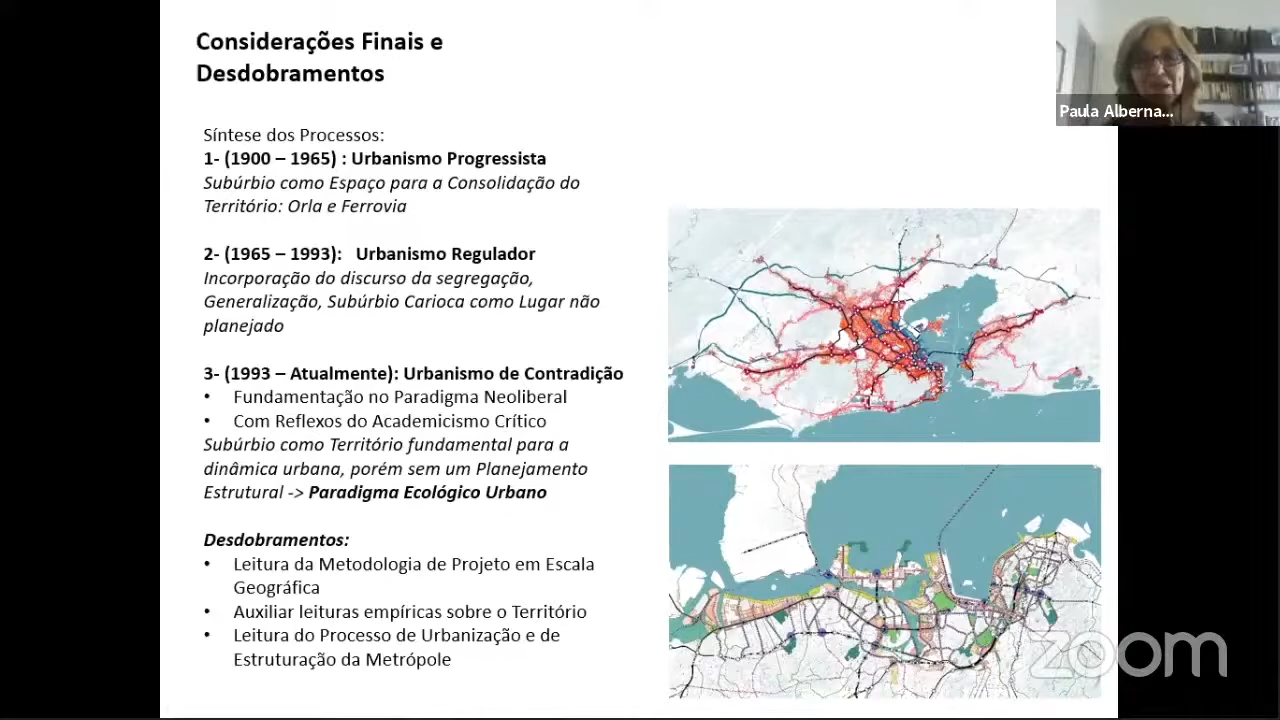 Considerações Finais e
Desdobramentos
Síntese dos Processos:
1- (1900 – 1965) : Urbanismo Progressista
Subúrbio como Espaço para a Consolidação do
Território: Orla e Ferrovia
2- (1965 – 1993): Urbanismo Regulador
Incorporação do discurso da segregação,
Generalização, Subúrbio Carioca como Lugar não
planejado
3- (1993 – Atualmente): Urbanismo de Contradição
• Fundamentação no Paradigma Neoliberal
• Com Reflexos do Academicismo Crítico
Subúrbio como Território fundamental para a
dinâmica urbana, porém sem um Planejamento
Estrutural -> Paradigma Ecológico Urbano
Desdobramentos:
• Leitura da Metodologia de Projeto em Escala
Geográfica
• Auxiliar leituras empíricas sobre o Território
• Leitura do Processo de Urbanização e de
Estruturação da Metrópole
Paula Alberna...
zoom